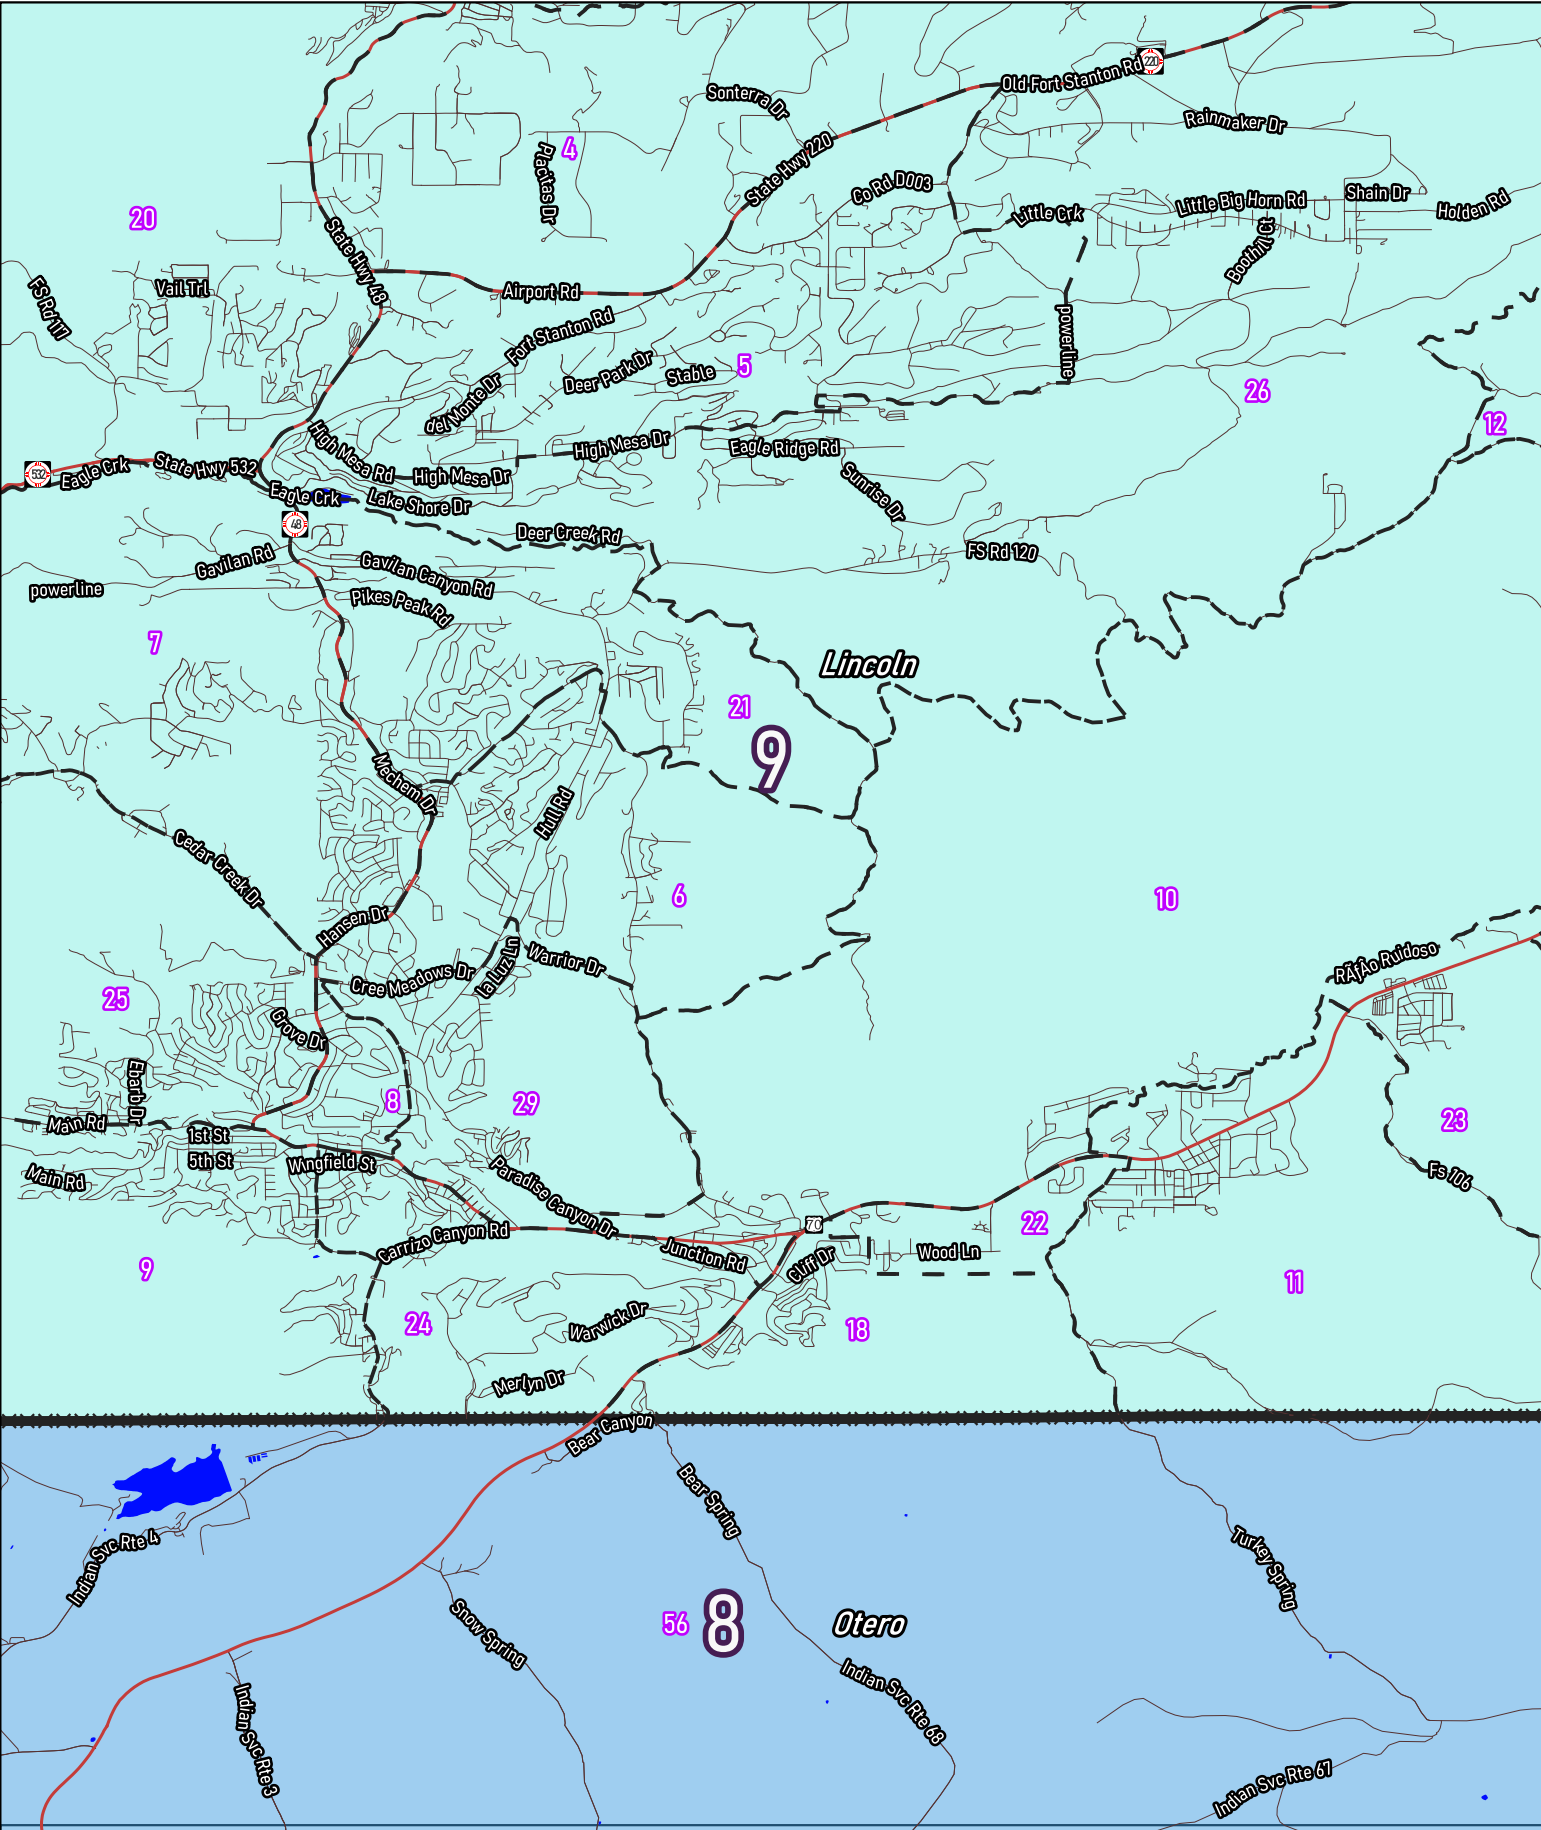 220
Old Fort Stanton Rd
Sonterra Dr
Rainmaker Dr
4
Placitas Dr
State Hwy 220
Co Rd D003
Little Big Horn Rd
Shain Dr
Holden Rd
Little Crk
20
State Hwy 48
Boothill Ct
FS Rd 117
Vail Trl
Airport Rd
Fort Stanton Rd
powerline
Deer Park Dr
Stable
5
del Monte Dr
26
12
High Mesa Rd
High Mesa Dr
Eagle Ridge Rd
532
Eagle Crk
State Hwy 532
High Mesa Dr
Eagle Crk
Lake Shore Dr
Sunrise Dr
48
Deer Creek Rd
FS Rd 120
Gavilan Rd
Gavilan Canyon Rd
powerline
Pikes Peak Rd
7
Lincoln
21
9
Mechem Dr
Hull Rd
Cedar Creek Dr
6
10
Hansen Dr
Warrior Dr
RÃƒÂ­o Ruidoso
Cree Meadows Dr
la Luz Ln
25
Grove Dr
Ebarb Dr
8
29
23
Main Rd
1st St
5th St
Wingfield St
Main Rd
Paradise Canyon Dr
Fs 706
70
22
Carrizo Canyon Rd
Junction Rd
Cliff Dr
Wood Ln
9
11
24
Warwick Dr
18
Merlyn Dr
Bear Canyon
Bear Spring
Indian Svc Rte 4
Turkey Spring
Snow Spring
56
8
Otero
Indian Svc Rte 68
Indian Svc Rte 3
Indian Svc Rte 67